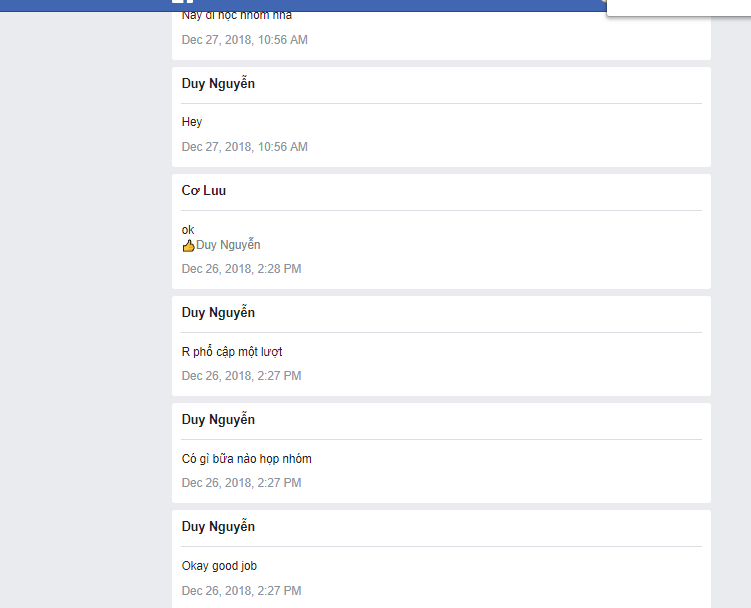 Nay đi học nhóm nha
Dec 27, 2018, 10:56 AM
Duy Nguyễn
Hey
Dec 27, 2018, 10:56 AM
Cơ Luu
ok
👍Duy Nguyễn
Dec 26, 2018, 2:28 PM
Duy Nguyễn
R phổ cập một lượt
Dec 26, 2018, 2:27 PM
Duy Nguyễn
Có gì bữa nào họp nhóm
Dec 26, 2018, 2:27 PM
Duy Nguyễn
Okay good job
Dec 26, 2018, 2:27 PM